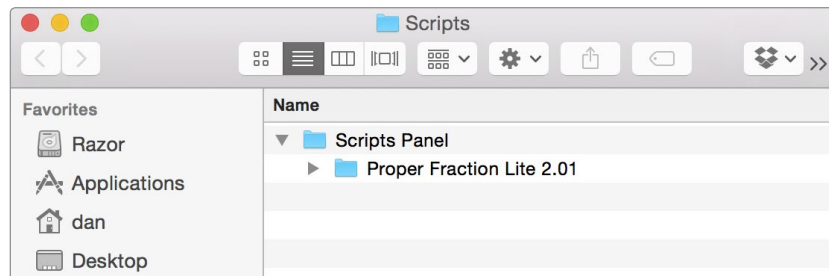 Scripts
Favorites
Razor
Applications
dan
Desktop
Name
Scripts Panel
Proper Fraction Lite 2.01